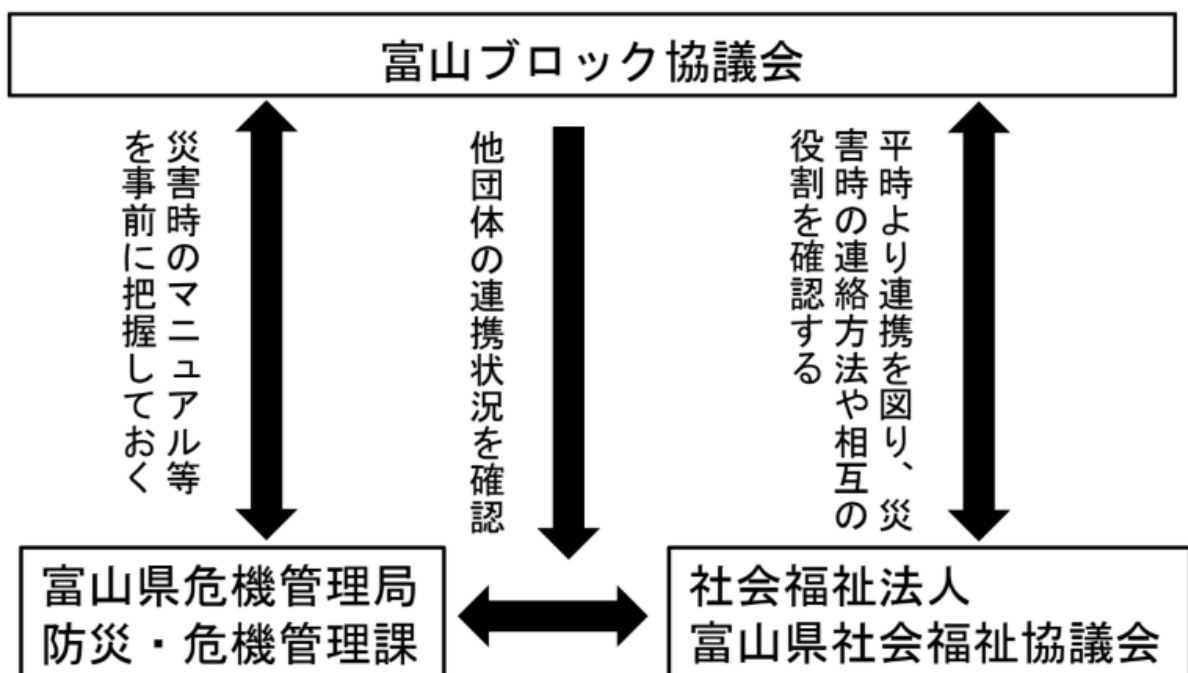 富山ブロック協議会
災害時のマニュアル等
を事前に把握しておく
他団体の連携状況を確認
平時より連携を図り、災
害時の連絡方法や相互の
役割を確認する
富山県危機管理局
防災・危機管理課
社会福祉法人
富山県社会福祉協議会